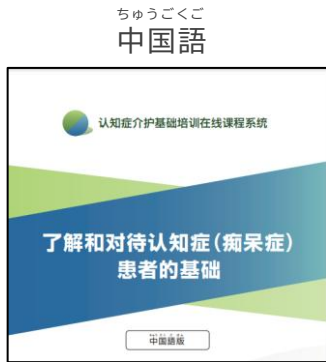 ちゅうごくご
中国語
认知症介护基础培训在线课程系统
了解和对待认知症（痴呆症）
患者的基础
中国語版